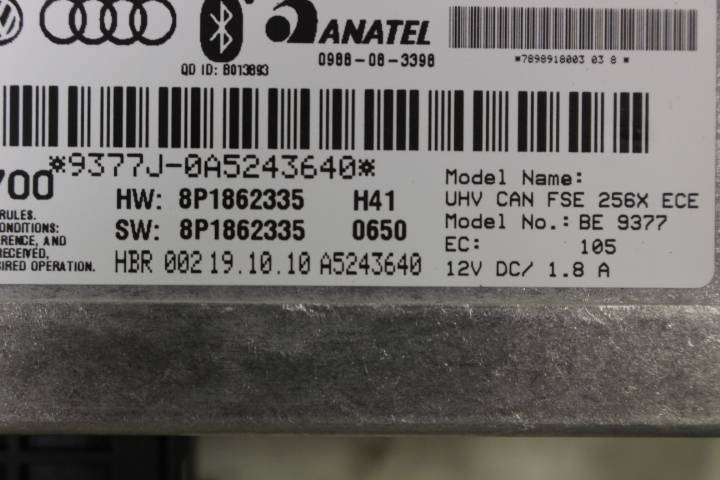 ANATEL
QD ID: B013893
0988-08-3398
*7898918003 03 8 *
*9377J-0A5243640*
700
HW: 8P1862335 H41
SW: 8P1862335 0650
HBR 002 19.10.10 A5243640
RULES.
ONDITIONS:
RENCE, AND
RECEIVED,
SIRED OPERATION.
Model Name:
UHV CAN FSE 256X ECE
Model No.: BE 9377
EC: 105
12V DC/ 1.8 A